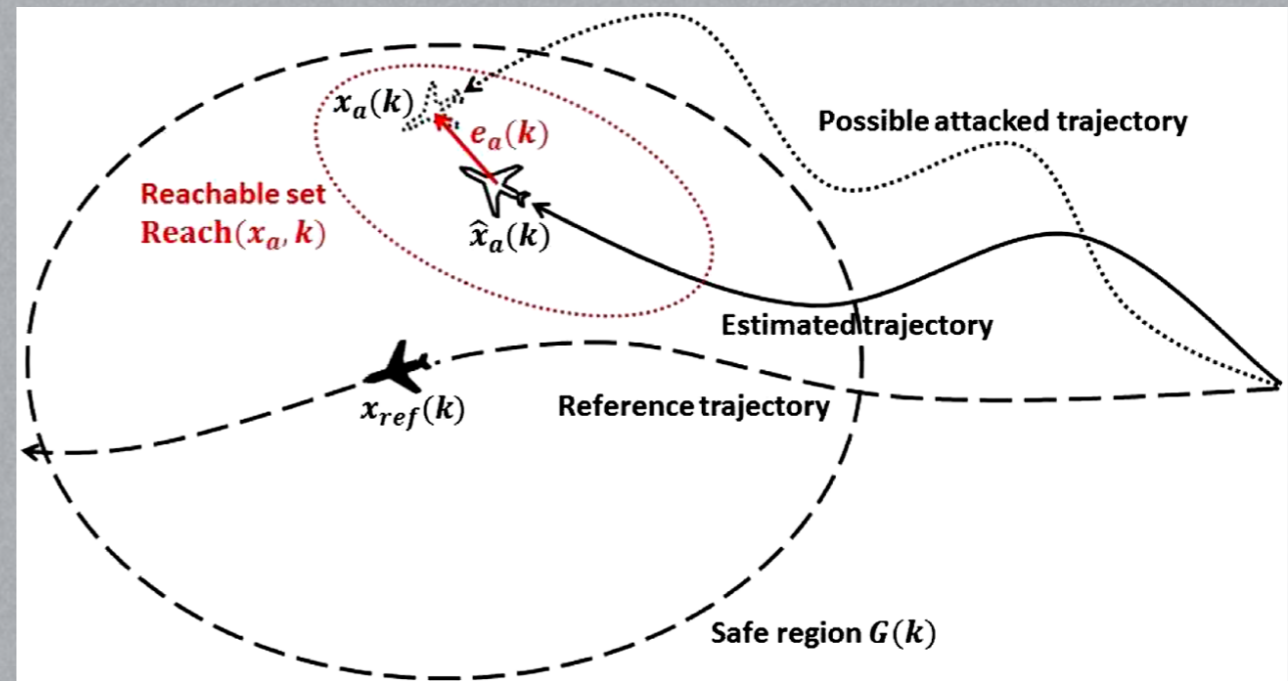 x_a(k)
e_a(k)
Possible attacked trajectory
Reachable set
Reach(x_a, k)
x̂_a(k)
Estimated trajectory
x_ref(k)
Reference trajectory
Safe region G(k)